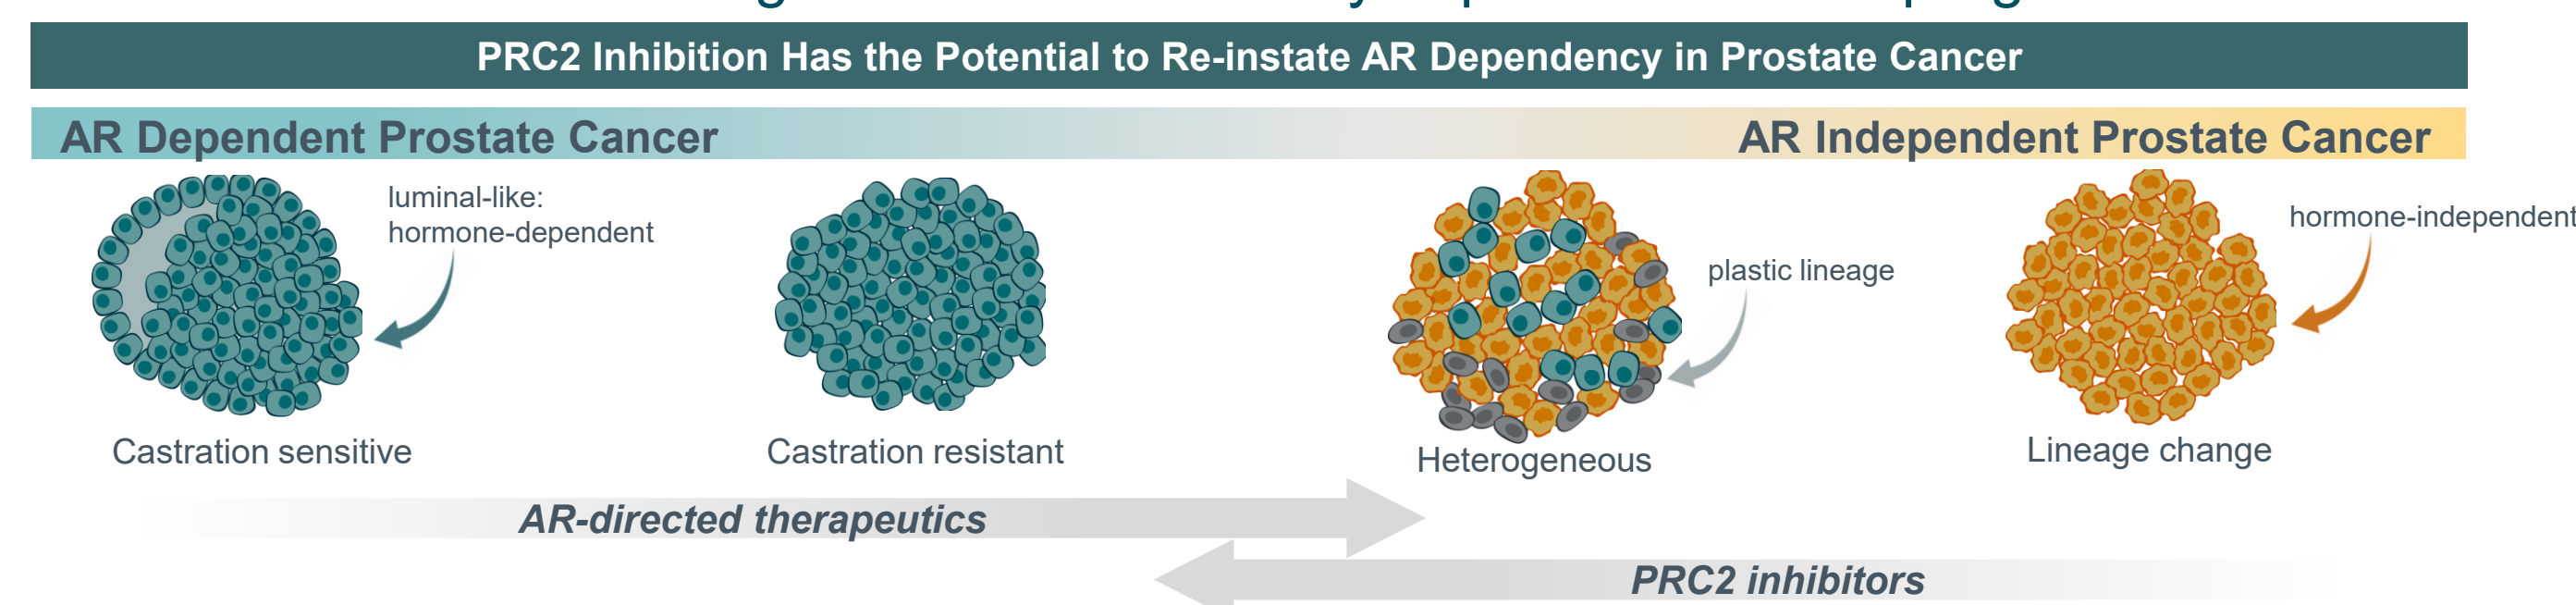 PRC2 Inhibition Has the Potential to Re-instate AR Dependency in Prostate Cancer
AR Dependent Prostate Cancer
AR Independent Prostate Cancer
luminal-like:
hormone-dependent
plastic lineage
hormone-independent
Castration sensitive
Castration resistant
Heterogeneous
Lineage change
AR-directed therapeutics
PRC2 inhibitors